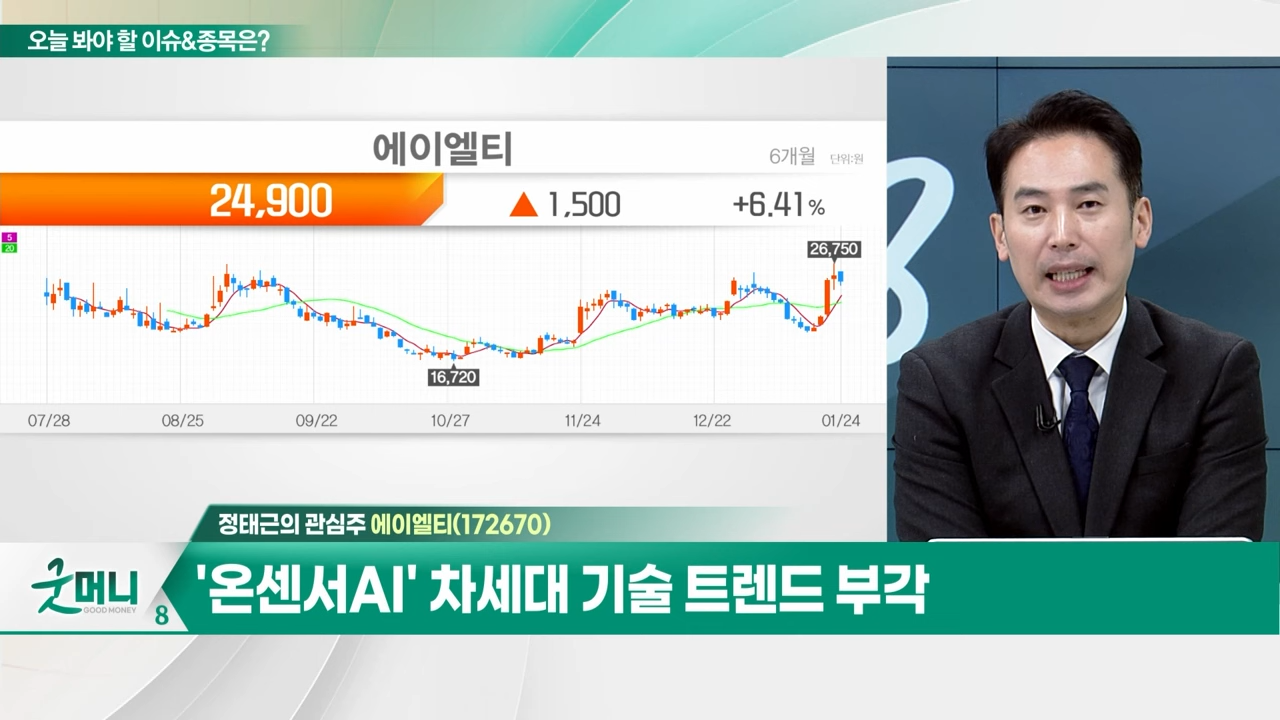 오늘 봐야 할 이슈&종목은?
에이엘티
6개월 단위:원
24,900 ▲ 1,500 +6.41%
5
20
26,750
16,720
07/28 08/25 09/22 10/27 11/24 12/22 01/24
정태근의 관심주 에이엘티(172670)
'온센서AI' 차세대 기술 트렌드 부각
굿머니
GOOD MONEY
8